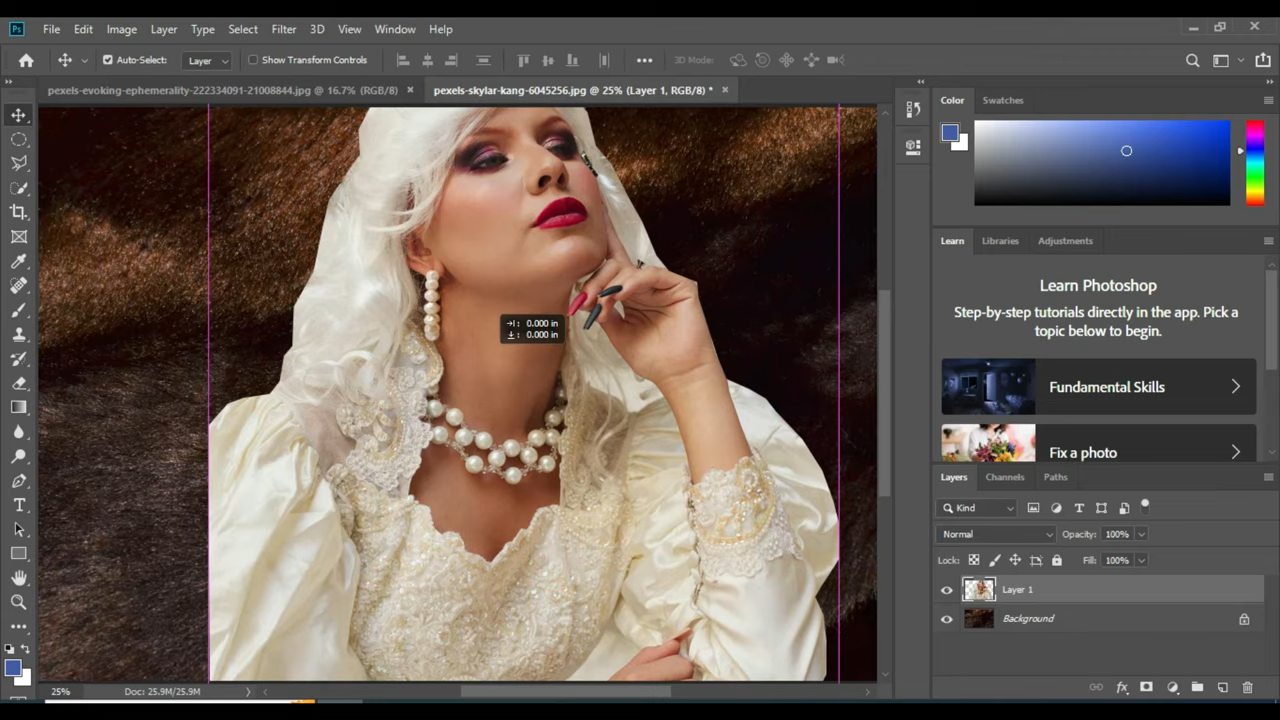 Ps File Edit Image Layer Type Select Filter 3D View Window Help
Auto-Select: Layer Show Transform Controls 3D Mode:
pexels-evoking-ephemerality-222334091-21008844.jpg @ 16.7% (RGB/8) × pexels-skylar-kang-6045256.jpg @ 25% (Layer 1, RGB/8) * ×
Color Swatches
Learn Libraries Adjustments
Learn Photoshop
Step-by-step tutorials directly in the app. Pick a
topic below to begin.
0.000 in
0.000 in
Fundamental Skills
Fix a photo
Layers Channels Paths
Kind
Normal Opacity: 100%
Lock: Fill: 100%
Layer 1
Background
25% Doc: 25.9M/25.9M